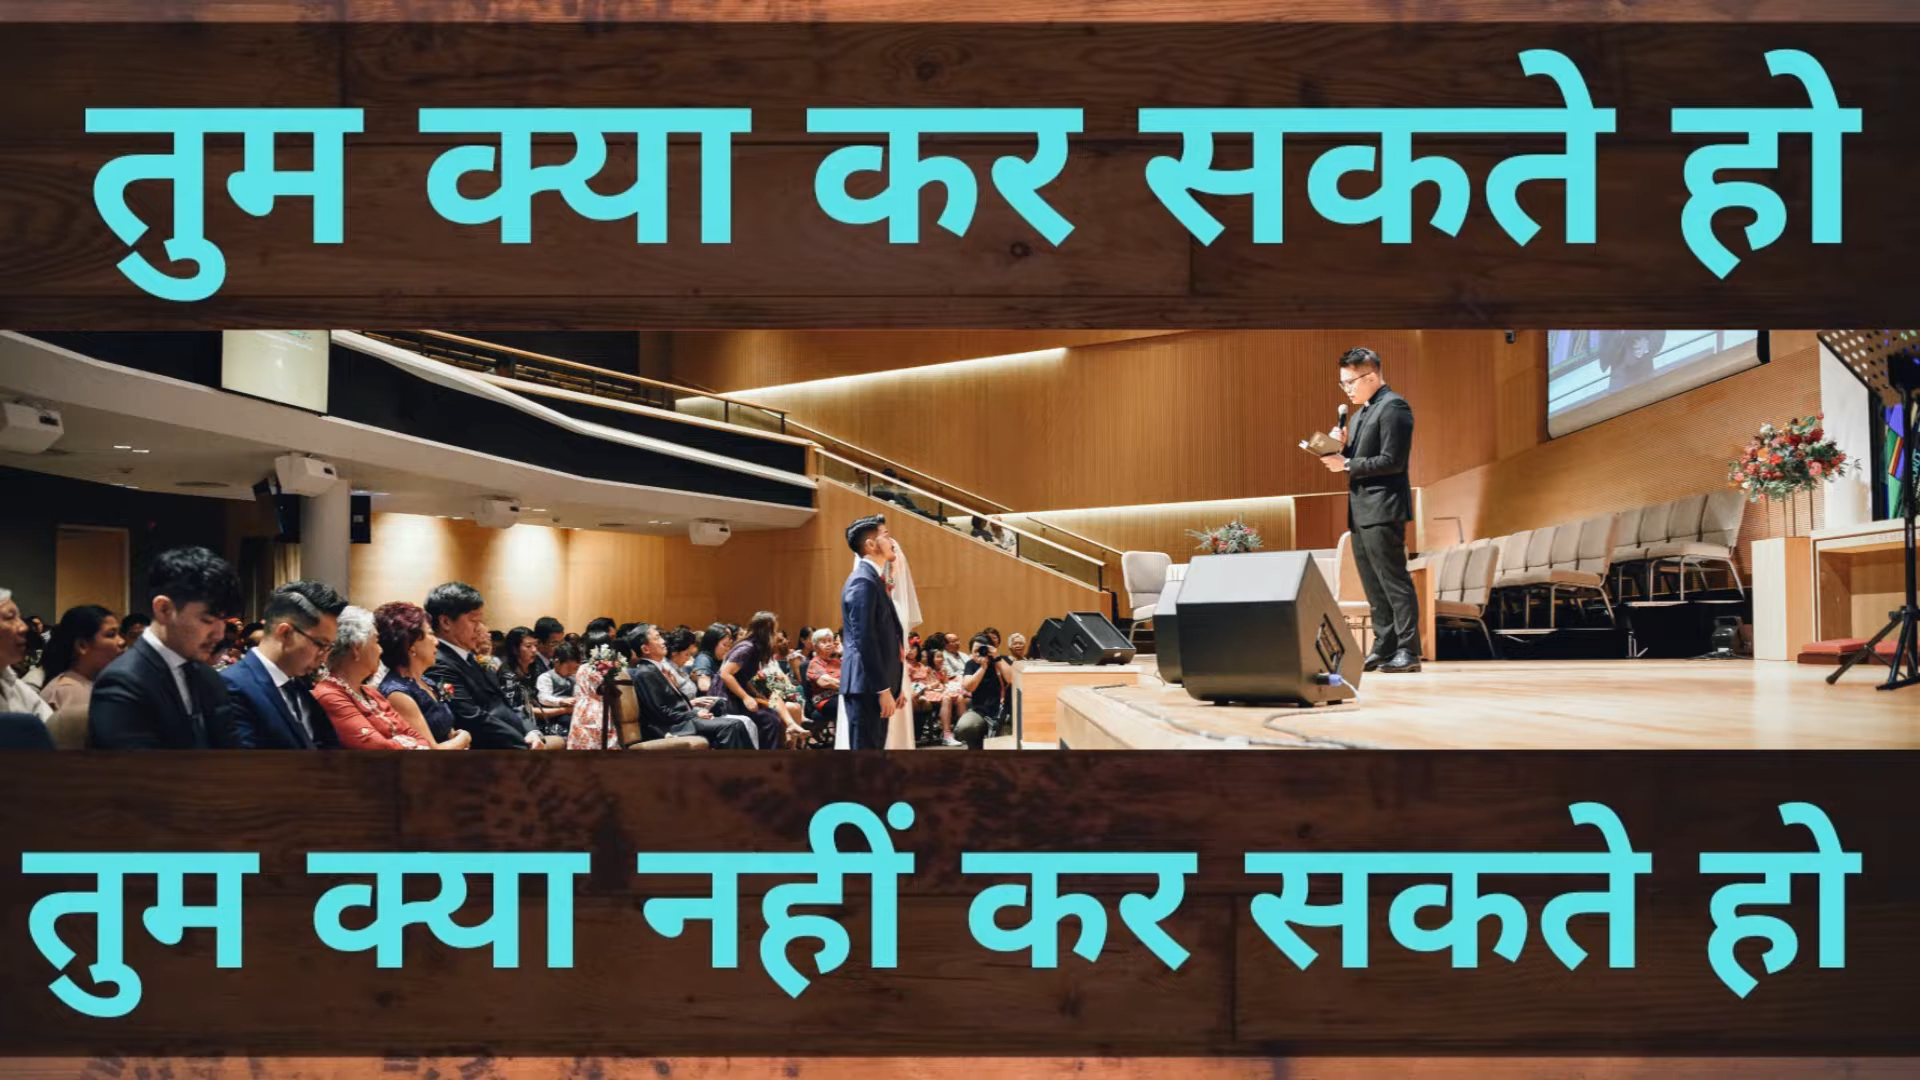 तुम क्या कर सकते हो
तुम क्या नहीं कर सकते हो